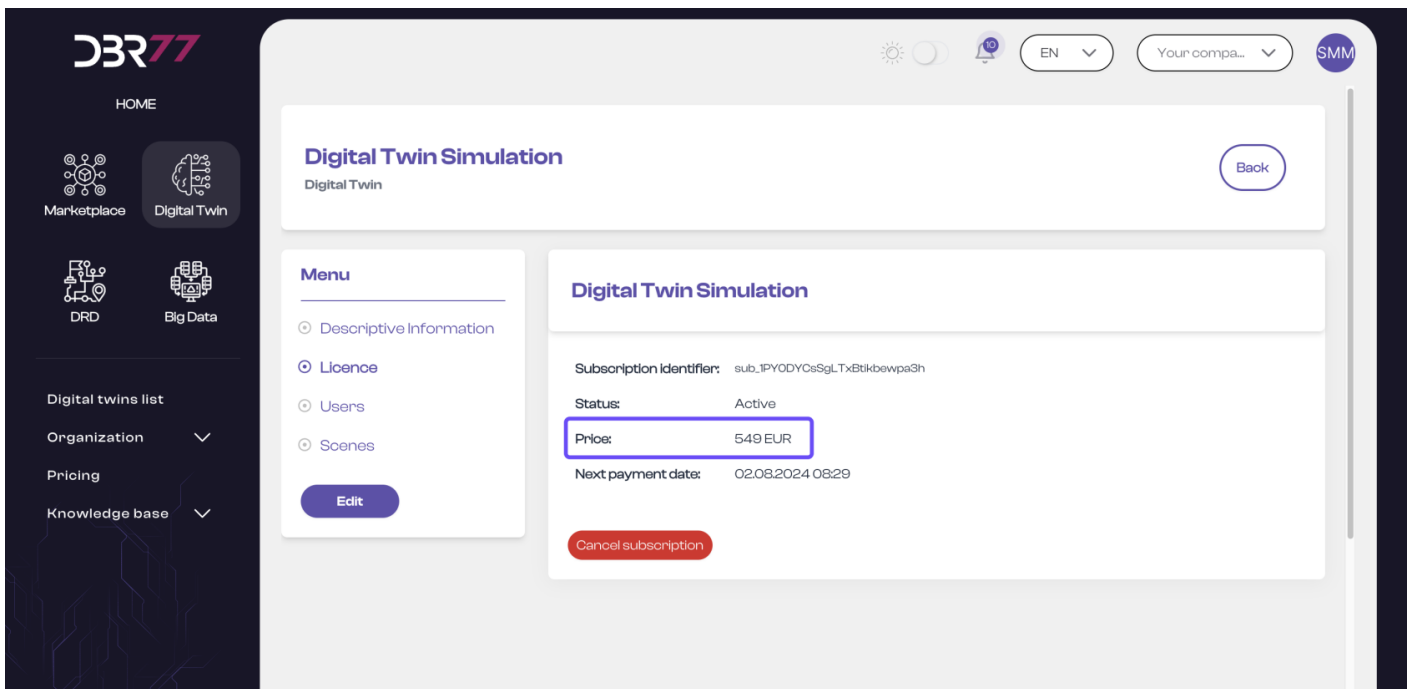 DBR77
10
EN
Your compa...
SMM
HOME
Marketplace
Digital Twin
DRD
Big Data
Digital twins list
Organization
Pricing
Knowledge base
Digital Twin Simulation
Digital Twin
Back
Menu
Descriptive Information
Licence
Users
Scenes
Edit
Digital Twin Simulation
Subscription identifier: sub_1PY0DYCsSgLTxBtikbewpa3h
Status: Active
Price: 549 EUR
Next payment date: 02.08.2024 08:29
Cancel subscription